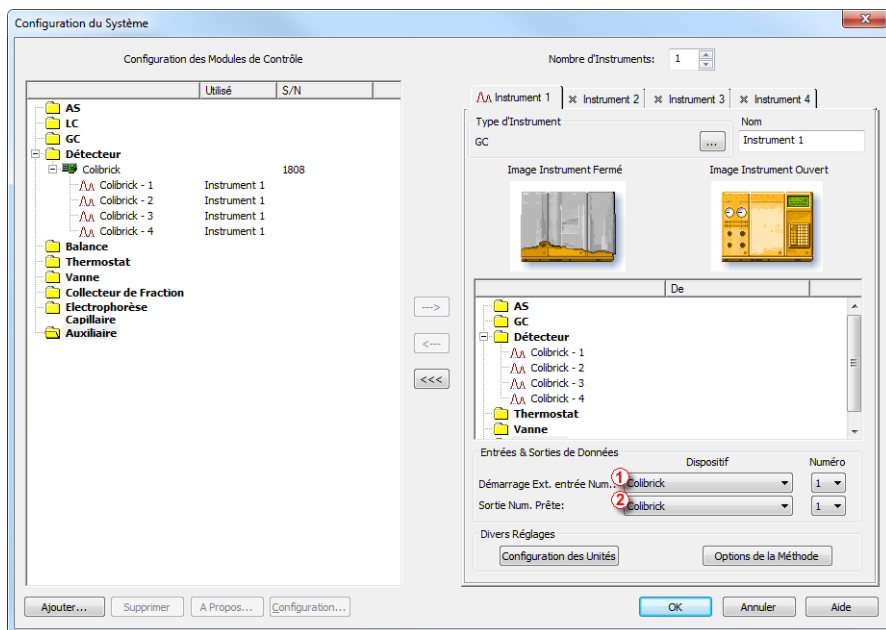 Configuration du Système
Configuration des Modules de Contrôle
Utilisé S/N
AS
LC
GC
Détecteur
Colibrick 1808
Colibrick - 1 Instrument 1
Colibrick - 2 Instrument 1
Colibrick - 3 Instrument 1
Colibrick - 4 Instrument 1
Balance
Thermostat
Vanne
Collecteur de Fraction
Electrophorèse
Capillaire
Auxiliaire
--->
<---
<<<
Nombre d'Instruments: 1
Instrument 1 Instrument 2 Instrument 3 Instrument 4
Type d'Instrument Nom
GC ... Instrument 1
Image Instrument Fermé Image Instrument Ouvert
De
AS
GC
Détecteur
Colibrick - 1
Colibrick - 2
Colibrick - 3
Colibrick - 4
Thermostat
Vanne
Entrées & Sorties de Données
Dispositif Numéro
Démarrage Ext. entrée Num.: 1 Colibrick 1
Sortie Num. Prête: 2 Colibrick 1
Divers Réglages
Configuration des Unités Options de la Méthode
Ajouter... Supprimer A Propos... Configuration... OK Annuler Aide